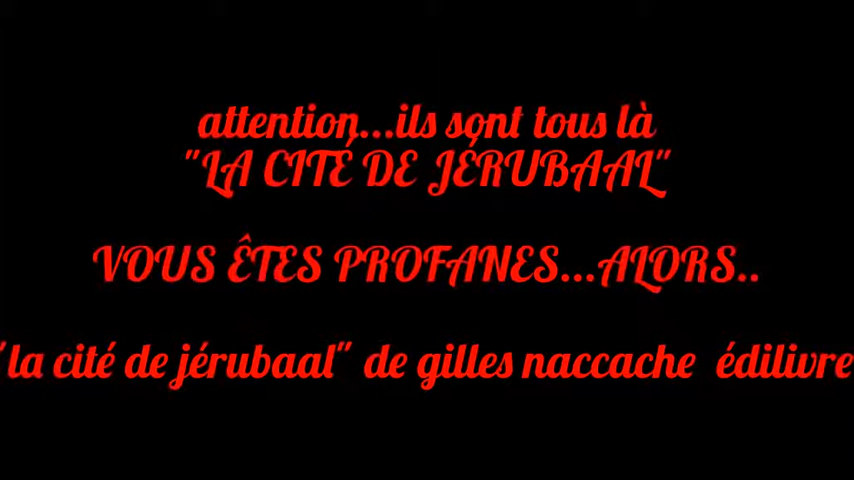 attention...ils sont tous là
"LA CITÉ DE JÉRUBAAL"
VOUS ÊTES PROFANES...ALORS..
"la cité de jérubaal" de gilles naccache édilivre